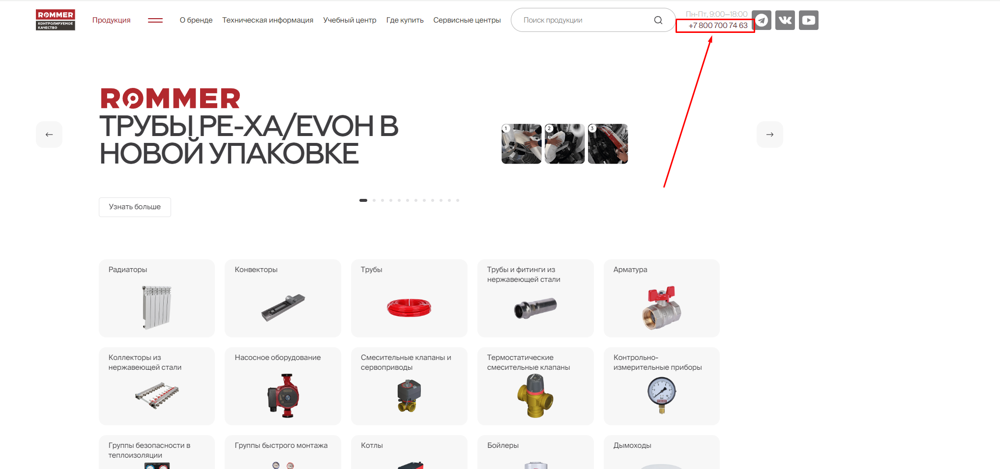 ROMMER
КОНТРОЛИРУЕМОЕ
КАЧЕСТВО
Продукция
О бренде
Техническая информация
Учебный центр
Где купить
Сервисные центры
Поиск продукции
Пн-Пт, 9:00—18:00
+7 800 700 74 63
ROMMER
ТРУБЫ PE-XA/EVOH В
НОВОЙ УПАКОВКЕ
1
2
3
Узнать больше
Радиаторы
Конвекторы
Трубы
Трубы и фитинги из
нержавеющей стали
Арматура
Коллекторы из
нержавеющей стали
Насосное оборудование
Смесительные клапаны и
сервоприводы
Термостатические
смесительные клапаны
Контрольно-
измерительные приборы
Группы безопасности в
теплоизоляции
Группы быстрого монтажа
Котлы
Бойлеры
Дымоходы